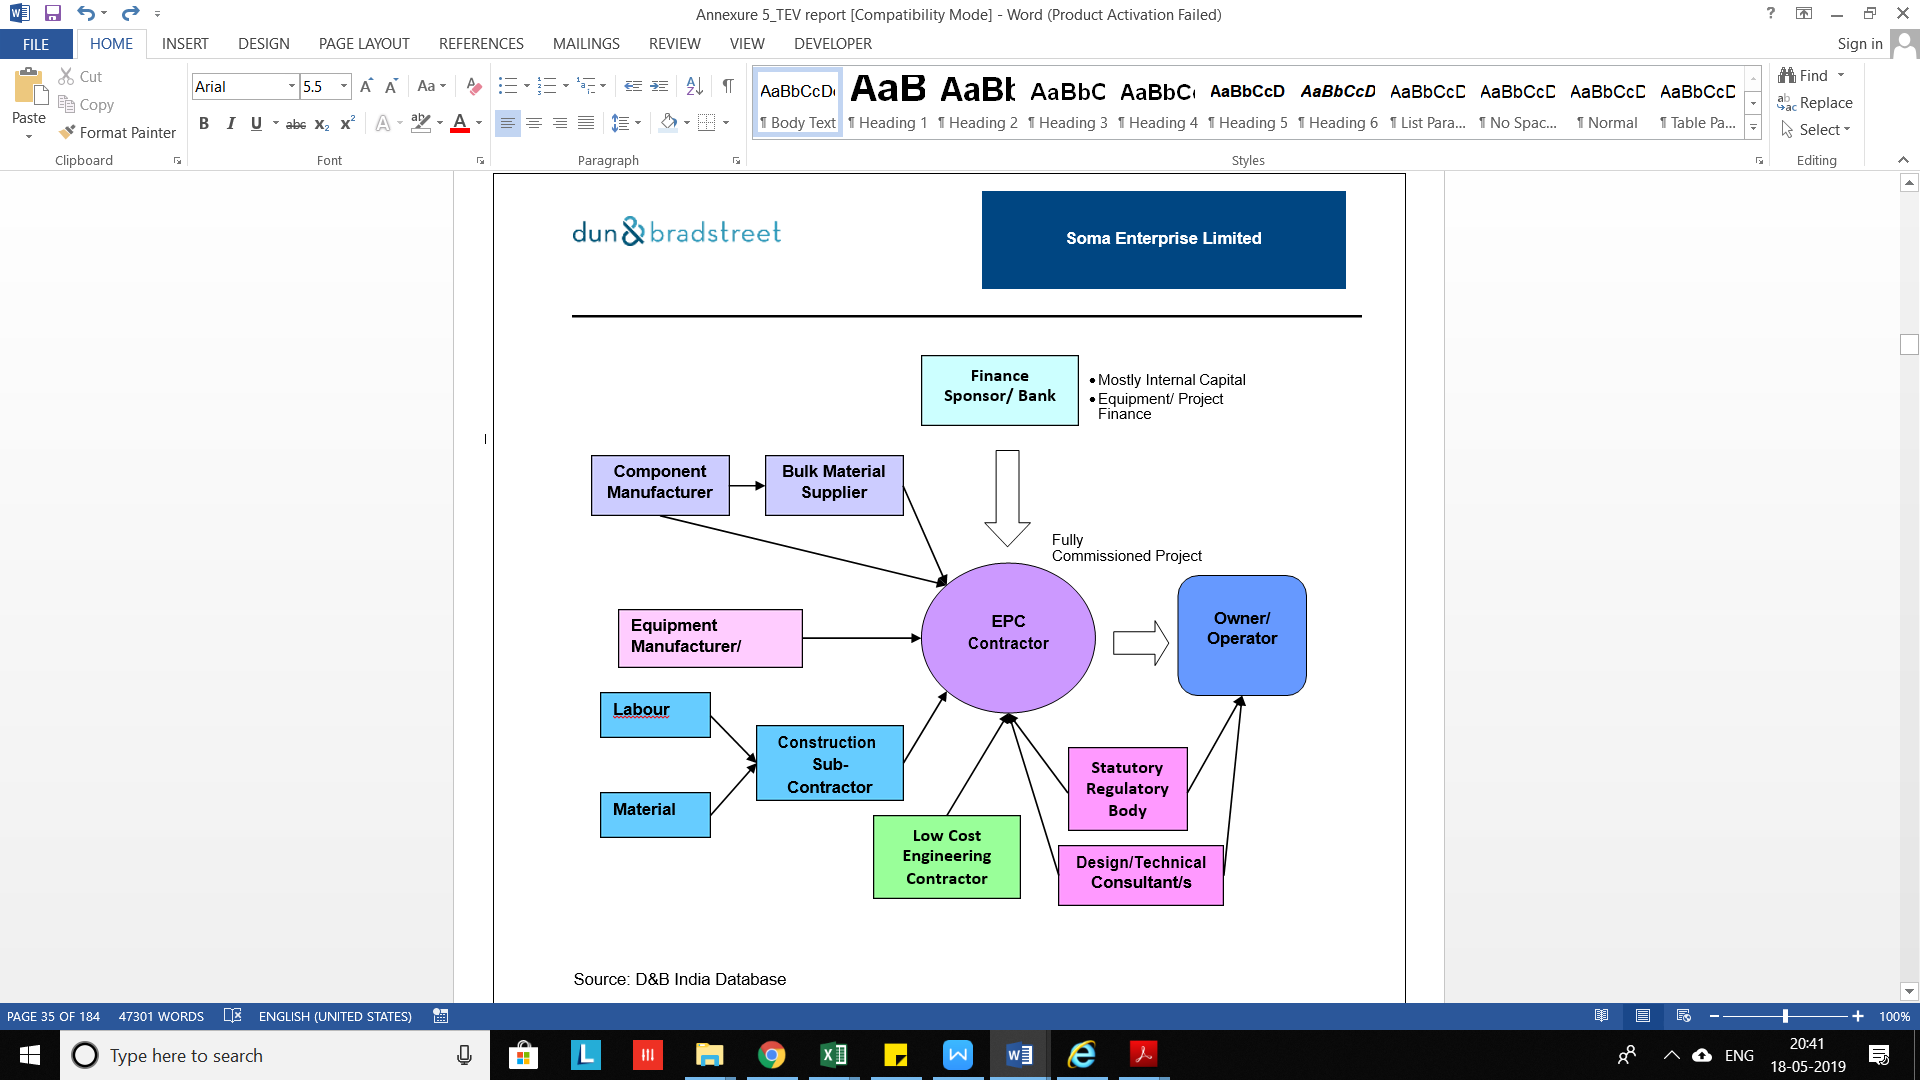 Annexure 5_TEV report [Compatibility Mode] - Word (Product Activation Failed)
?
FILE
HOME
INSERT
DESIGN
PAGE LAYOUT
REFERENCES
MAILINGS
REVIEW
VIEW
DEVELOPER
Sign in
Paste
Cut
Copy
Format Painter
Clipboard
Arial
5.5
Font
Paragraph
AaBbCcD
¶ Body Text
AaB
¶ Heading 1
AaBb
¶ Heading 2
AaBbC
¶ Heading 3
AaBbC
¶ Heading 4
AaBbCcD
¶ Heading 5
AaBbCcD
¶ Heading 6
AaBbCcD
¶ List Para...
AaBbCcD
¶ No Spac...
AaBbCcD
¶ Normal
AaBbCcD
¶ Table Pa...
Styles
Find
Replace
Select
Editing
dun & bradstreet
Soma Enterprise Limited
Finance
Sponsor/ Bank
• Mostly Internal Capital
• Equipment/ Project
Finance
Component
Manufacturer
Bulk Material
Supplier
Fully
Commissioned Project
EPC
Contractor
Owner/
Operator
Equipment
Manufacturer/
Labour
Material
Construction
Sub-
Contractor
Low Cost
Engineering
Contractor
Statutory
Regulatory
Body
Design/Technical
Consultant/s
Source: D&B India Database
PAGE 35 OF 184
47301 WORDS
ENGLISH (UNITED STATES)
100%
Type here to search
ENG
20:41
18-05-2019